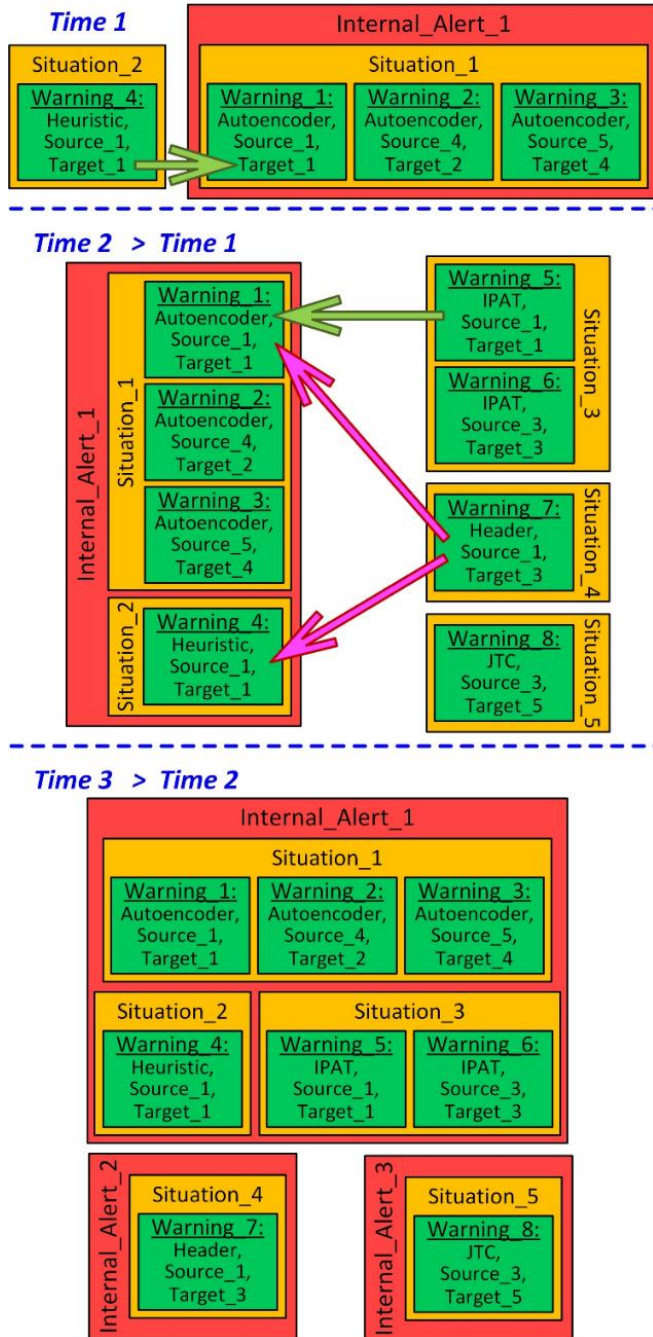 Time 1
Internal_Alert_1
Situation_2
Warning_4:
Heuristic,
Source_1,
Target_1
Situation_1
Warning_1:
Autoencoder,
Source_1,
Target_1
Warning_2:
Autoencoder,
Source_4,
Target_2
Warning_3:
Autoencoder,
Source_5,
Target_4
Time 2 > Time 1
Internal_Alert_1
Situation_1
Warning_1:
Autoencoder,
Source_1,
Target_1
Warning_2:
Autoencoder,
Source_4,
Target_2
Warning_3:
Autoencoder,
Source_5,
Target_4
Situation_2
Warning_4:
Heuristic,
Source_1,
Target_1
Situation_3
Warning_5:
IPAT,
Source_1,
Target_1
Warning_6:
IPAT,
Source_3,
Target_3
Situation_4
Warning_7:
Header,
Source_1,
Target_3
Situation_5
Warning_8:
JTC,
Source_3,
Target_5
Time 3 > Time 2
Internal_Alert_1
Situation_1
Warning_1:
Autoencoder,
Source_1,
Target_1
Warning_2:
Autoencoder,
Source_4,
Target_2
Warning_3:
Autoencoder,
Source_5,
Target_4
Situation_2
Warning_4:
Heuristic,
Source_1,
Target_1
Situation_3
Warning_5:
IPAT,
Source_1,
Target_1
Warning_6:
IPAT,
Source_3,
Target_3
Internal_Alert_2
Situation_4
Warning_7:
Header,
Source_1,
Target_3
Internal_Alert_3
Situation_5
Warning_8:
JTC,
Source_3,
Target_5